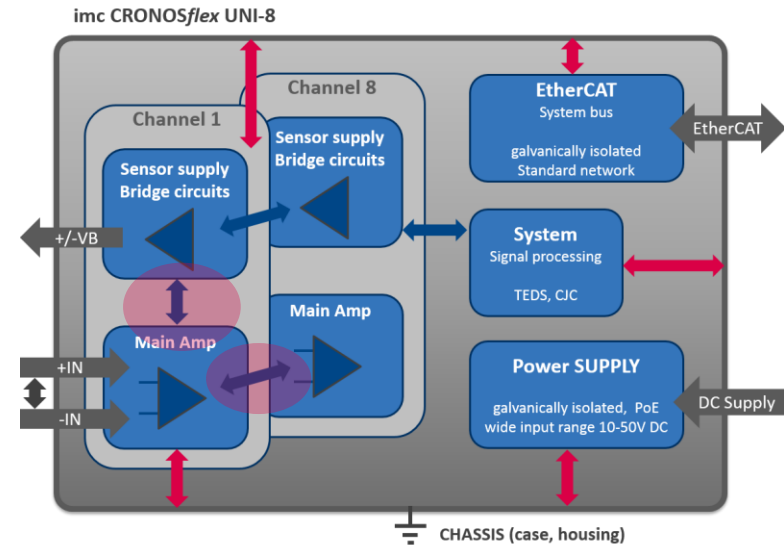 imc CRONOSflex UNI-8
Channel 8
Channel 1
Sensor supply
Bridge circuits
Sensor supply
Bridge circuits
+/-VB
Main Amp
Main Amp
+IN
-IN
EtherCAT
System bus
galvanically isolated
Standard network
EtherCAT
System
Signal processing
TEDS, CJC
Power SUPPLY
galvanically isolated, PoE
wide input range 10-50V DC
DC Supply
CHASSIS (case, housing)